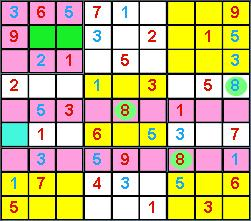 3 6 5 7 1 9
9 3 2 1 5
2 1 5 3
2 1 3 5 8
5 3 8 1
1 6 5 3 7
3 5 9 8 1
1 7 4 3 5 6
5 1 3